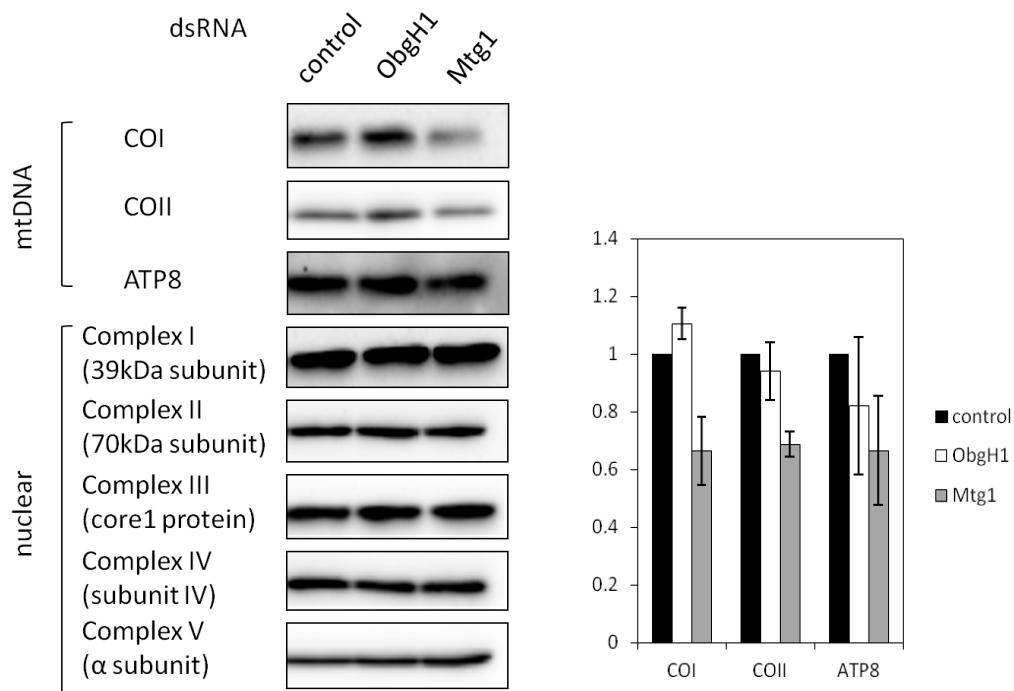 dsRNA
control
ObgH1
Mtg1
mtDNA
COI
COII
ATP8
nuclear
Complex I
(39kDa subunit)
Complex II
(70kDa subunit)
Complex III
(core1 protein)
Complex IV
(subunit IV)
Complex V
(α subunit)
1.4
1.2
1
0.8
0.6
0.4
0.2
0
COI
COII
ATP8
control
ObgH1
Mtg1